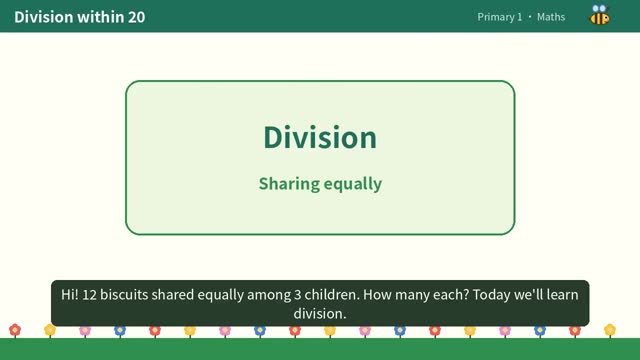 Division within 20
Primary 1 • Maths
Division
Sharing equally
Hi! 12 biscuits shared equally among 3 children. How many each? Today we'll learn
division.